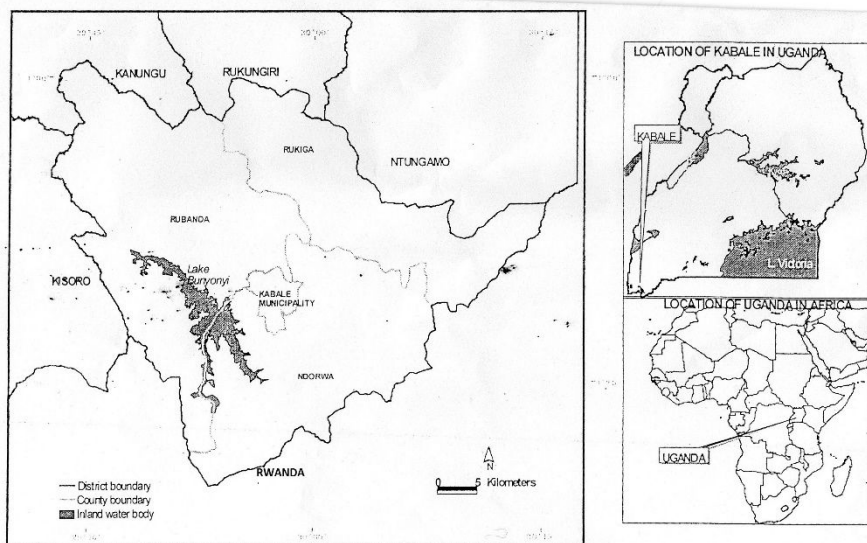 KANUNGU
RUKUNGIRI
RUKIGA
NTUNGAMO
RUBANDA
Lake
Bunyonyi
KISORO
KABALE
MUNICIPALITY
NDORWA
RWANDA
N
0 5 Kilometers
District boundary
County boundary
Inland water body
LOCATION OF KABALE IN UGANDA
KABALE
L. Victoria
LOCATION OF UGANDA IN AFRICA
UGANDA